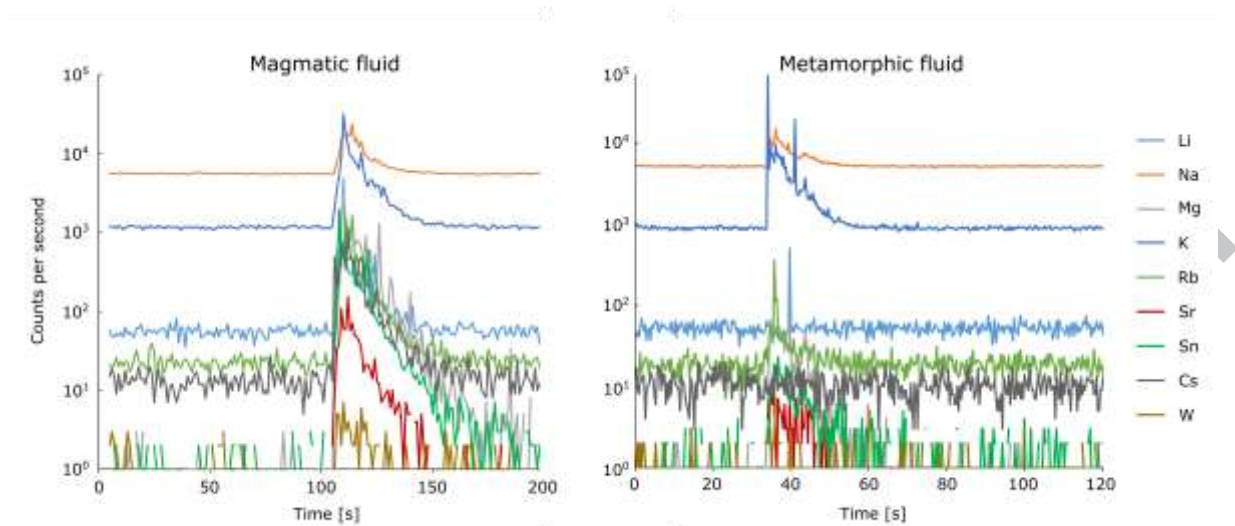 Magmatic fluid
10⁵
10⁴
10³
10²
10¹
10⁰
Counts per second
0 50 100 150 200
Time [s]
Metamorphic fluid
10⁵
10⁴
10³
10²
10¹
10⁰
0 20 40 60 80 100 120
Time [s]
Li
Na
Mg
K
Rb
Sr
Sn
Cs
W